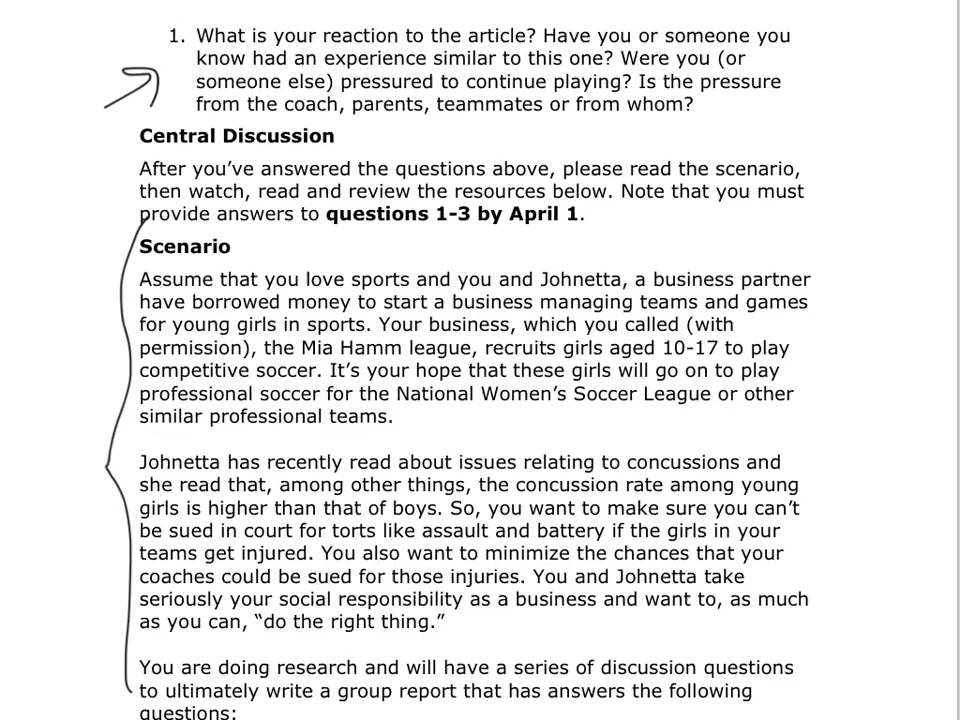 1. What is your reaction to the article? Have you or someone you
know had an experience similar to this one? Were you (or
someone else) pressured to continue playing? Is the pressure
from the coach, parents, teammates or from whom?
Central Discussion
After you’ve answered the questions above, please read the scenario,
then watch, read and review the resources below. Note that you must
provide answers to questions 1-3 by April 1.
Scenario
Assume that you love sports and you and Johnetta, a business partner
have borrowed money to start a business managing teams and games
for young girls in sports. Your business, which you called (with
permission), the Mia Hamm league, recruits girls aged 10-17 to play
competitive soccer. It’s your hope that these girls will go on to play
professional soccer for the National Women’s Soccer League or other
similar professional teams.
Johnetta has recently read about issues relating to concussions and
she read that, among other things, the concussion rate among young
girls is higher than that of boys. So, you want to make sure you can’t
be sued in court for torts like assault and battery if the girls in your
teams get injured. You also want to minimize the chances that your
coaches could be sued for those injuries. You and Johnetta take
seriously your social responsibility as a business and want to, as much
as you can, “do the right thing.”
You are doing research and will have a series of discussion questions
to ultimately write a group report that has answers the following
questions: